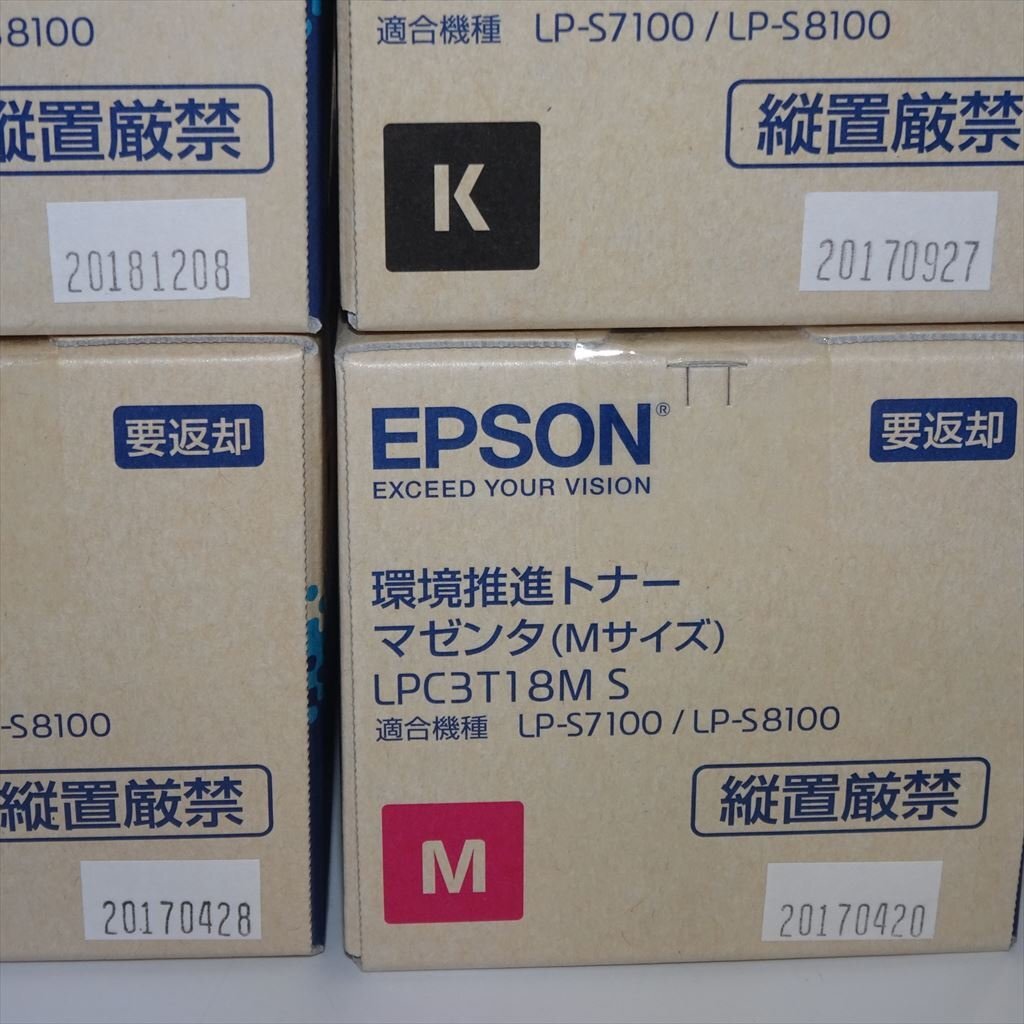 S8100
縦置厳禁
20181208
適合機種 LP-S7100 / LP-S8100
縦置厳禁
K
20170927
要返却
-S8100
縦置厳禁
20170428
EPSON®
EXCEED YOUR VISION
要返却
環境推進トナー
マゼンタ(Mサイズ)
LPC3T18M S
適合機種 LP-S7100 / LP-S8100
縦置厳禁
M
20170420